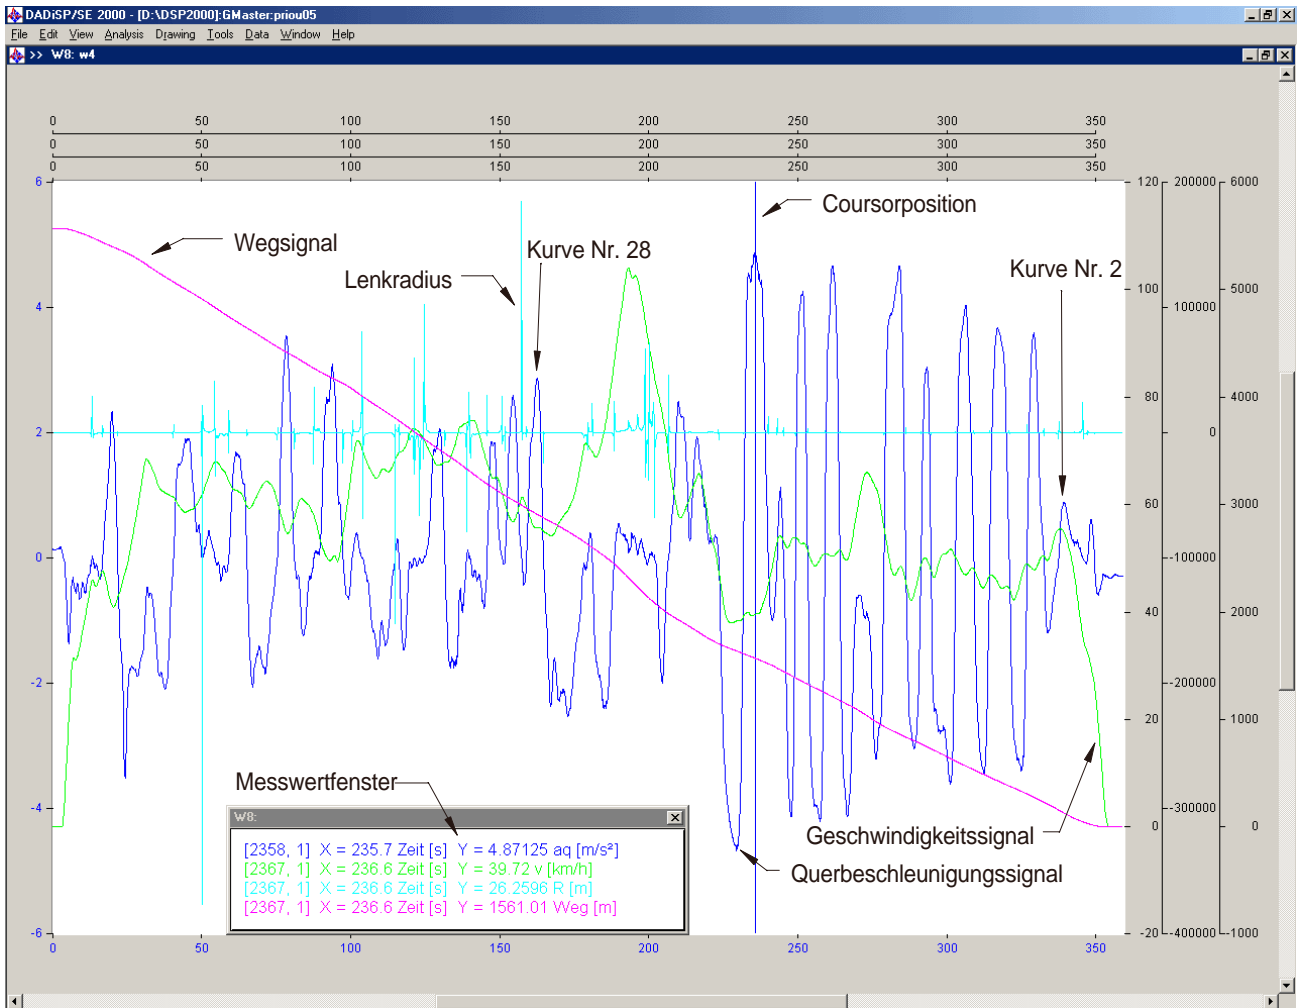 DADiSP/SE 2000 - [D:\DSP2000]:GMaster:priou05
File Edit View Analysis Drawing Tools Data Window Help
>> W8: w4
0 50 100 150 200 250 300 350
0 50 100 150 200 250 300 350
0 50 100 150 200 250 300 350
6 120 200000 6000
Coursorposition
Wegsignal
Kurve Nr. 28
Kurve Nr. 2
Lenkradius
4 100 100000 5000
2 80 0 4000
0 60 -100000 3000
-2 40 -200000 2000
-4 20 -300000 1000
-6 0 -400000 0
-20 -1000
Messwertfenster
W8:
[2358, 1] X = 235.7 Zeit [s] Y = 4.87125 aq [m/s²]
[2367, 1] X = 236.6 Zeit [s] Y = 39.72 v [km/h]
[2367, 1] X = 236.6 Zeit [s] Y = 26.2596 R [m]
[2367, 1] X = 236.6 Zeit [s] Y = 1561.01 Weg [m]
Geschwindigkeitssignal
Querbeschleunigungssignal
0 50 100 150 200 250 300 350